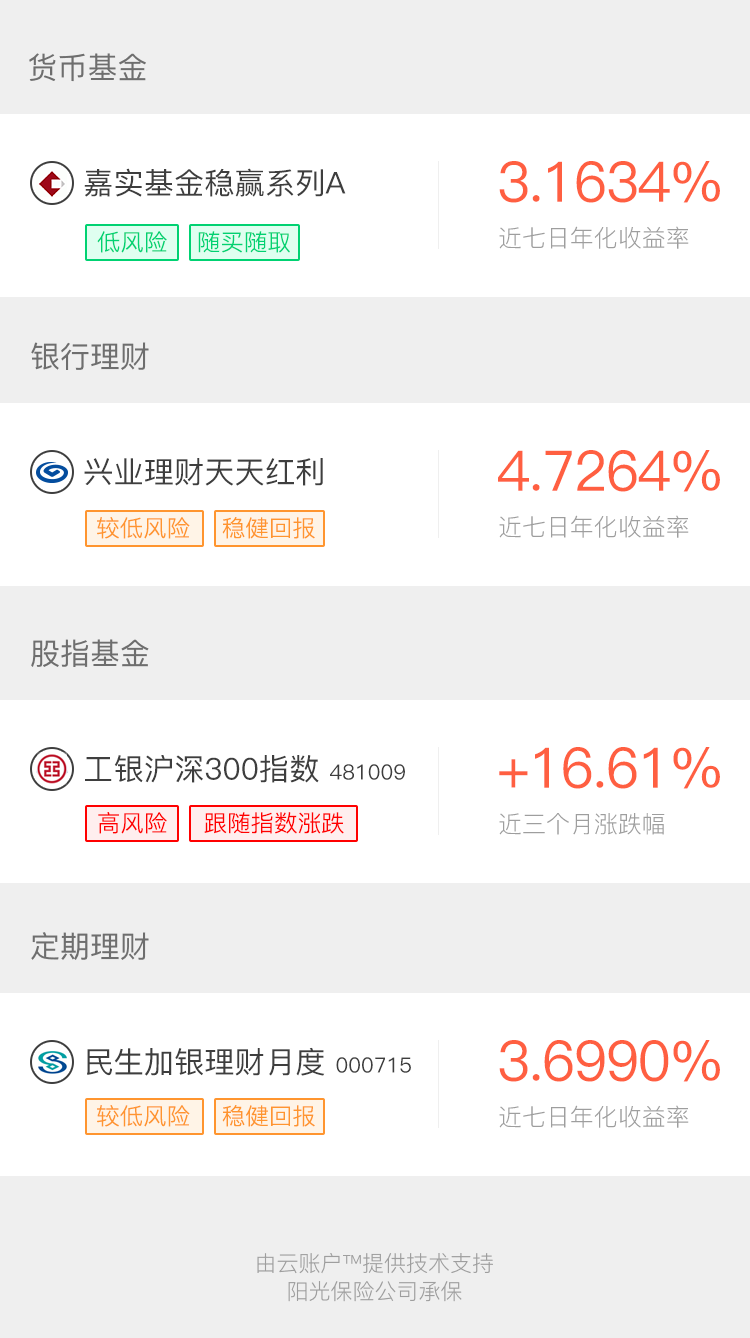 货币基金
嘉实基金稳赢系列A
3.1634%
低风险 随买随取
近七日年化收益率
银行理财
兴业理财天天红利
4.7264%
较低风险 稳健回报
近七日年化收益率
股指基金
工银沪深300指数 481009
+16.61%
高风险 跟随指数涨跌
近三个月涨跌幅
定期理财
民生加银理财月度 000715
3.6990%
较低风险 稳健回报
近七日年化收益率
由云账户™提供技术支持
阳光保险公司承保